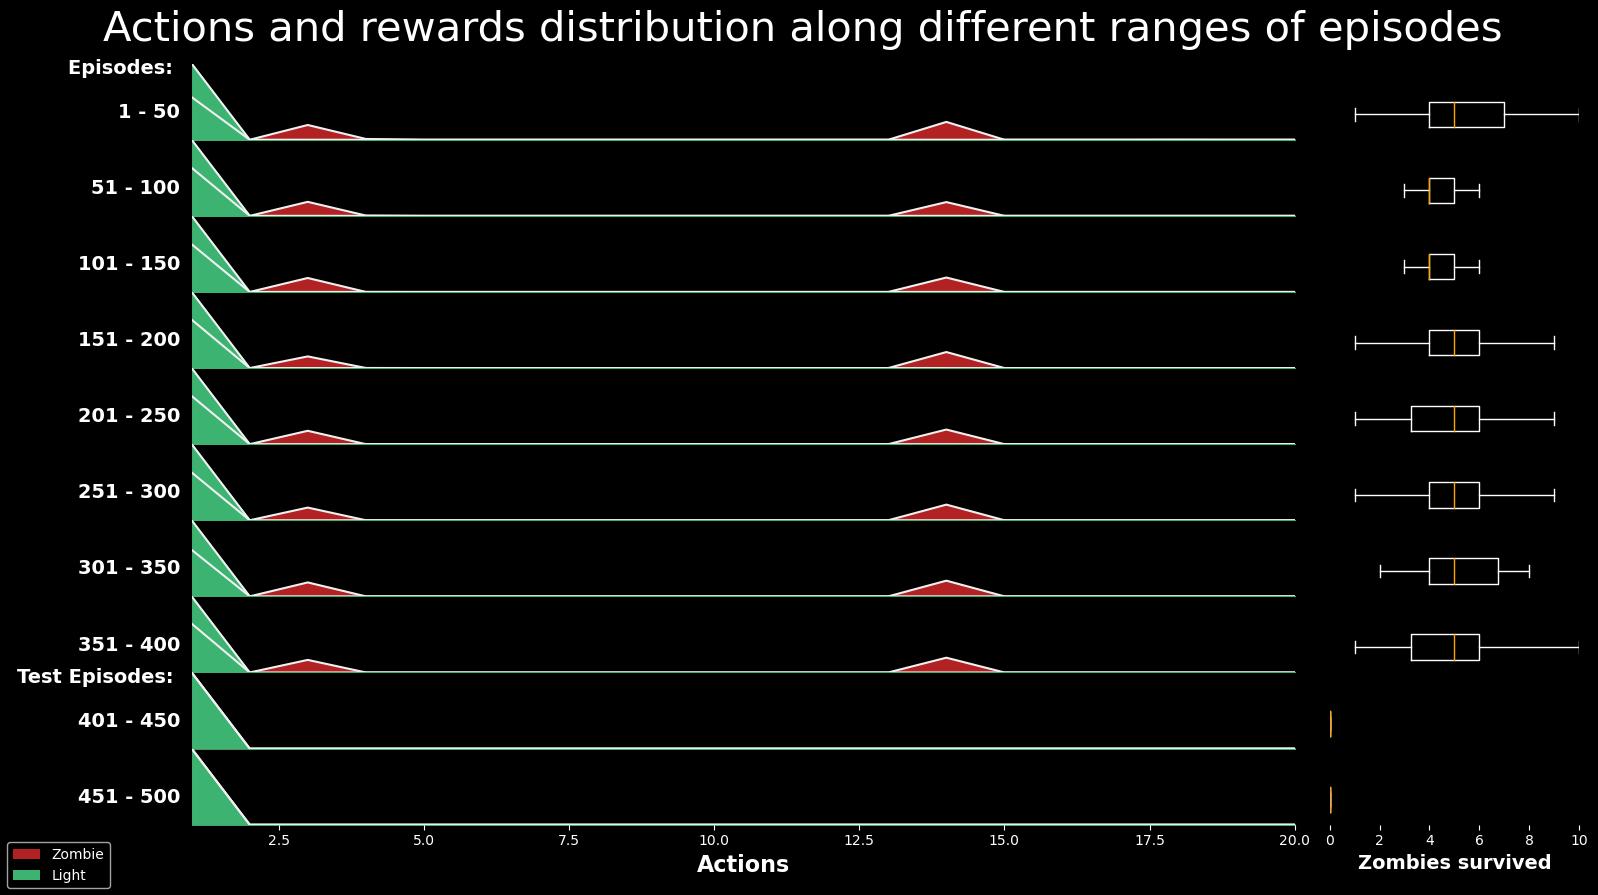 Actions and rewards distribution along different ranges of episodes
Episodes:
1 - 50
51 - 100
101 - 150
151 - 200
201 - 250
251 - 300
301 - 350
351 - 400
Test Episodes:
401 - 450
451 - 500
2.5 5.0 7.5 10.0 12.5 15.0 17.5 20.0
Actions
0 2 4 6 8 10
Zombies survived
Zombie
Light